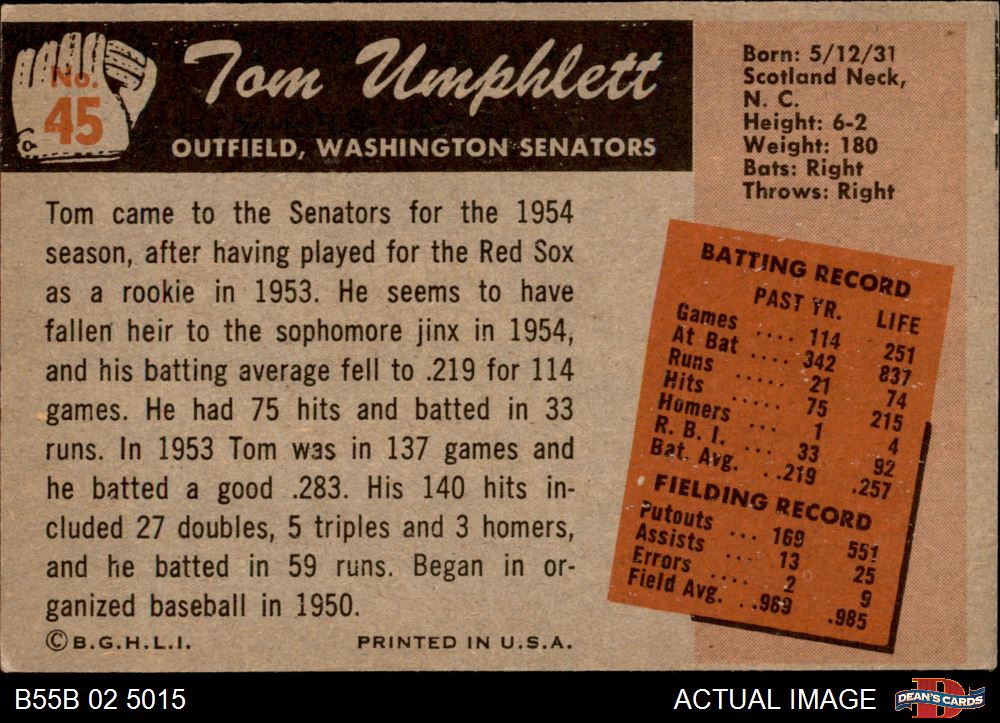 No.
45
Tom Umphlett
OUTFIELD, WASHINGTON SENATORS
Born: 5/12/31
Scotland Neck,
N. C.
Height: 6-2
Weight: 180
Bats: Right
Throws: Right
Tom came to the Senators for the 1954
season, after having played for the Red Sox
as a rookie in 1953. He seems to have
fallen heir to the sophomore jinx in 1954,
and his batting average fell to .219 for 114
games. He had 75 hits and batted in 33
runs. In 1953 Tom was in 137 games and
he batted a good .283. His 140 hits in-
cluded 27 doubles, 5 triples and 3 homers,
and he batted in 59 runs. Began in or-
ganized baseball in 1950.
©B.G.H.L.I. PRINTED IN U.S.A.
BATTING RECORD
PAST YR. LIFE
Games .... 114 251
At Bat .... 342 837
Runs ..... 21 74
Hits ..... 75 215
Homers ... 1 4
R. B. I. ... 33 92
Bat. Avg. ..219 .257
FIELDING RECORD
Putouts ... 169 551
Assists ... 13 25
Errors .... 2 9
Field Avg. ..989 .985
B55B 02 5015 ACTUAL IMAGE
D
DEAN'S CARDS